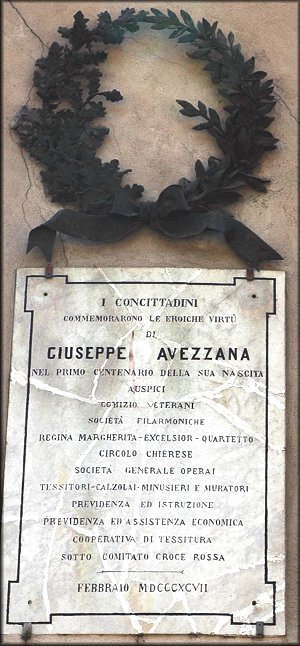 I CONCITTADINI
COMMEMORARONO LE EROICHE VIRTÙ
DI
GIUSEPPE AVEZZANA
NEL PRIMO CENTENARIO DELLA SUA NASCITA
AUSPICI
COMIZIO VETERANI
SOCIETÀ FILARMONICHE
REGINA MARGHERITA-EXCELSIOR-QUARTETTO
CIRCOLO CHIERESE
SOCIETÀ GENERALE OPERAI
TESSITORI-CALZOLAI-MINUSIERI E MURATORI
PREVIDENZA ED ISTRUZIONE
PREVIDENZA ED ASSISTENZA ECONOMICA
COOPERATIVA DI TESSITURA
SOTTO COMITATO CROCE ROSSA
FEBBRAIO MDCCCXCVII